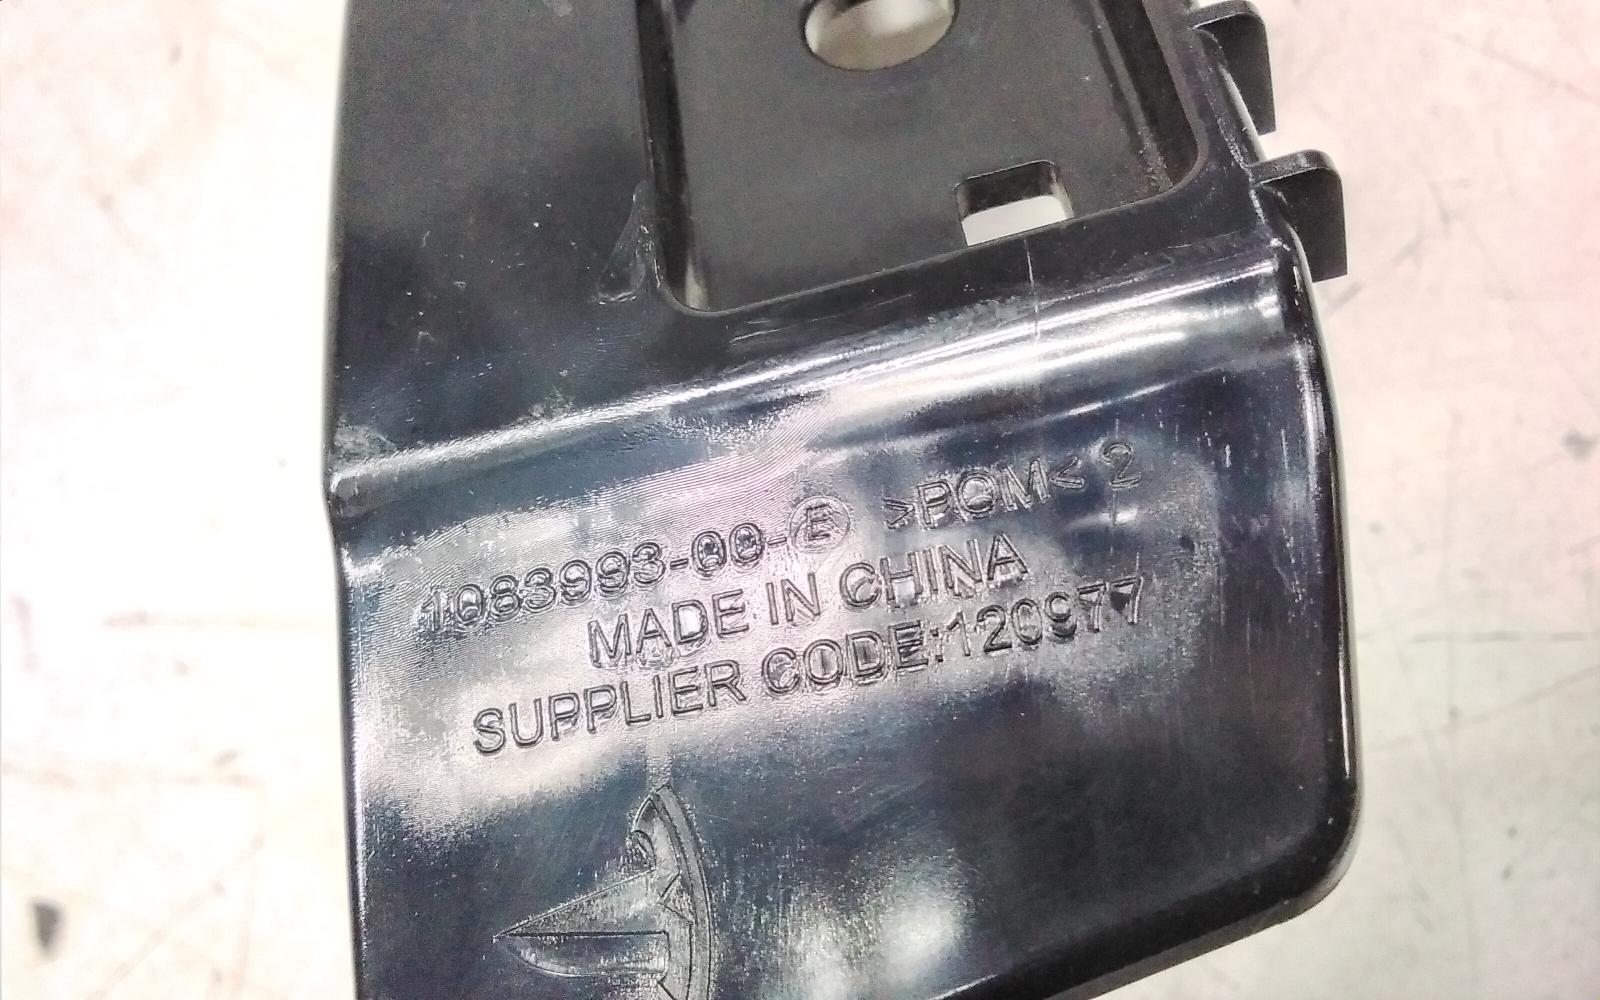 1083993-00-E >POM< 2
MADE IN CHINA
SUPPLIER CODE:120977